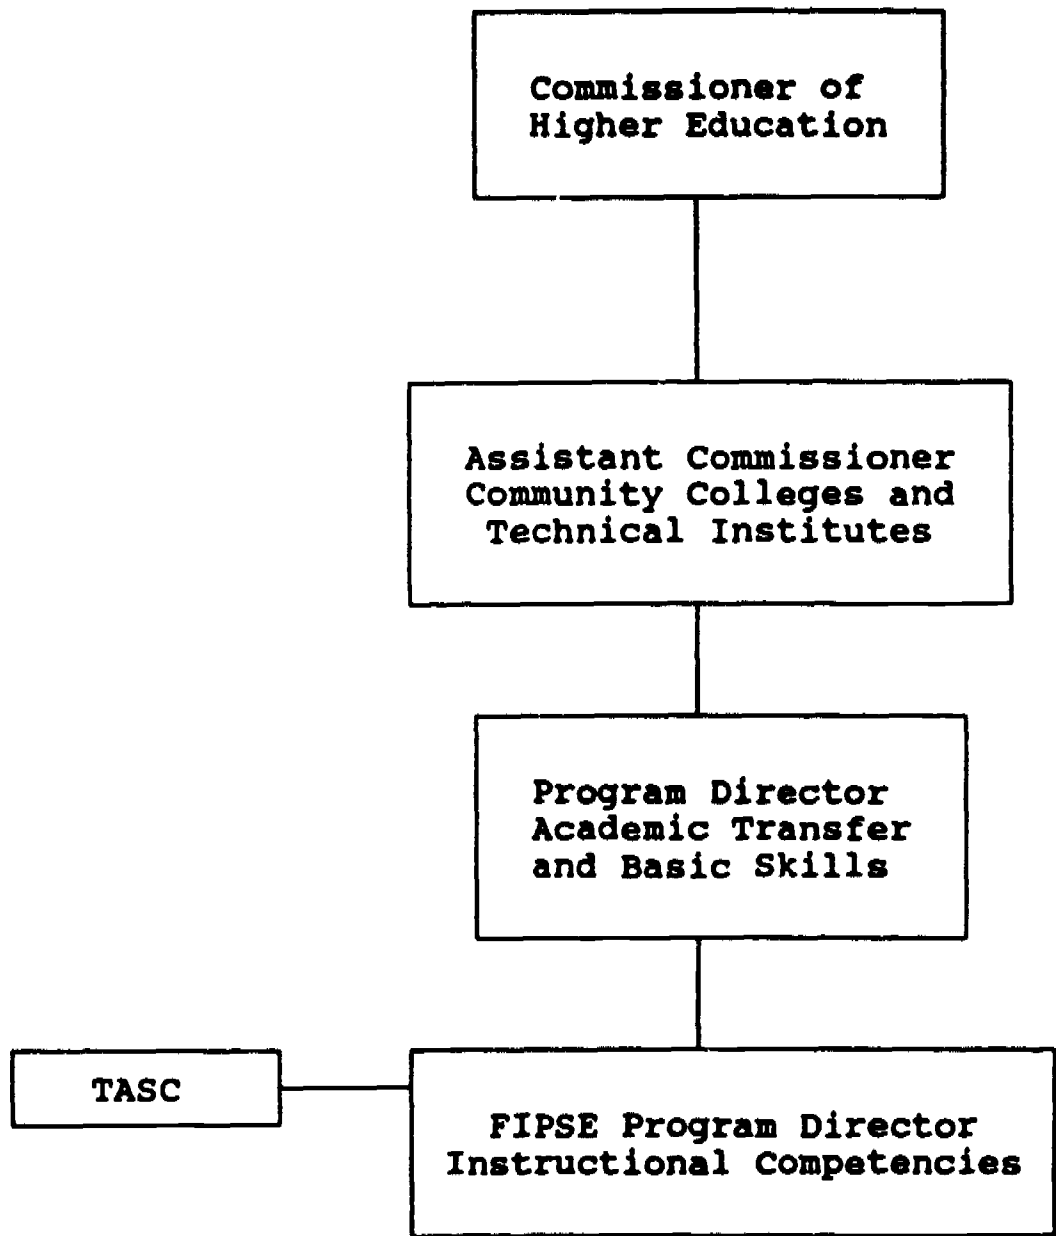 Commissioner of
Higher Education
Assistant Commissioner
Community Colleges and
Technical Institutes
Program Director
Academic Transfer
and Basic Skills
TASC
FIPSE Program Director
Instructional Competencies